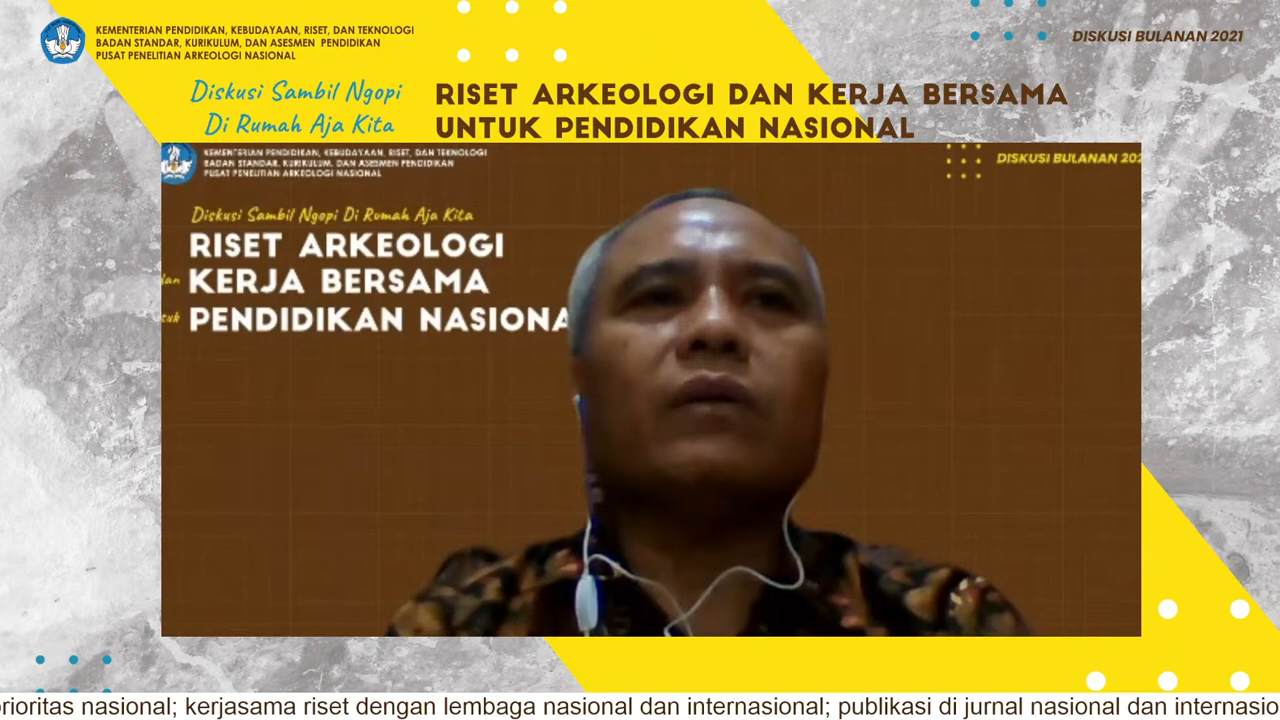 KEMENTERIAN PENDIDIKAN, KEBUDAYAAN, RISET, DAN TEKNOLOGI
BADAN STANDAR, KURIKULUM, DAN ASESMEN PENDIDIKAN
PUSAT PENELITIAN ARKEOLOGI NASIONAL
DISKUSI BULANAN 2021
Diskusi Sambil Ngopi
Di Rumah Aja Kita
RISET ARKEOLOGI DAN KERJA BERSAMA
UNTUK PENDIDIKAN NASIONAL
KEMENTERIAN PENDIDIKAN, KEBUDAYAAN, RISET, DAN TEKNOLOGI
BADAN STANDAR, KURIKULUM, DAN ASESMEN PENDIDIKAN
PUSAT PENELITIAN ARKEOLOGI NASIONAL
DISKUSI BULANAN 202
Diskusi Sambil Ngopi Di Rumah Aja Kita
RISET ARKEOLOGI
KERJA BERSAMA
PENDIDIKAN NASIONA
prioritas nasional; kerjasama riset dengan lembaga nasional dan internasional; publikasi di jurnal nasional dan internasio